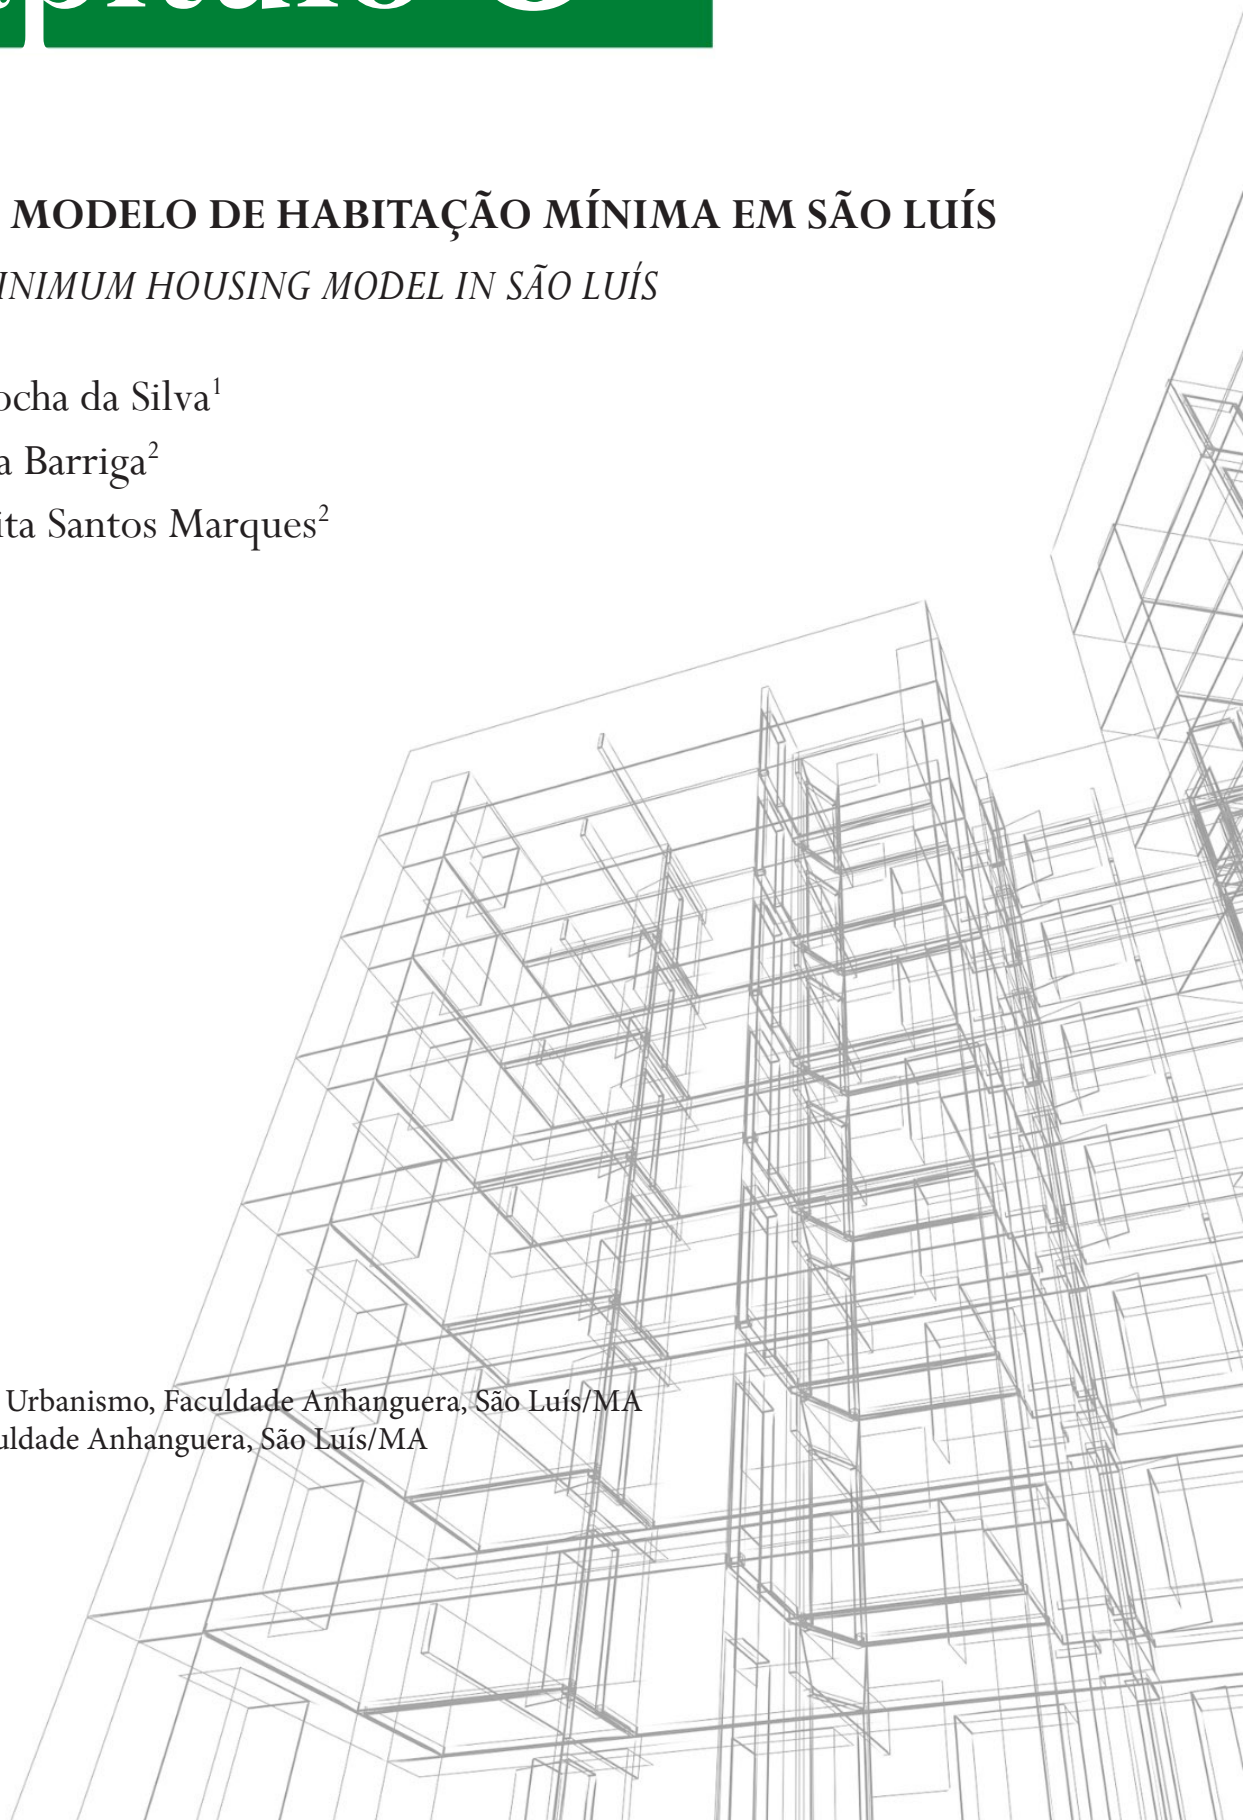 MODELO DE HABITAÇÃO MÍNIMA EM SÃO LUÍS
INIMUM HOUSING MODEL IN SÃO LUÍS
ocha da Silva¹
a Barriga²
ita Santos Marques²
Urbanismo, Faculdade Anhanguera, São Luís/MA
uldade Anhanguera, São Luís/MA